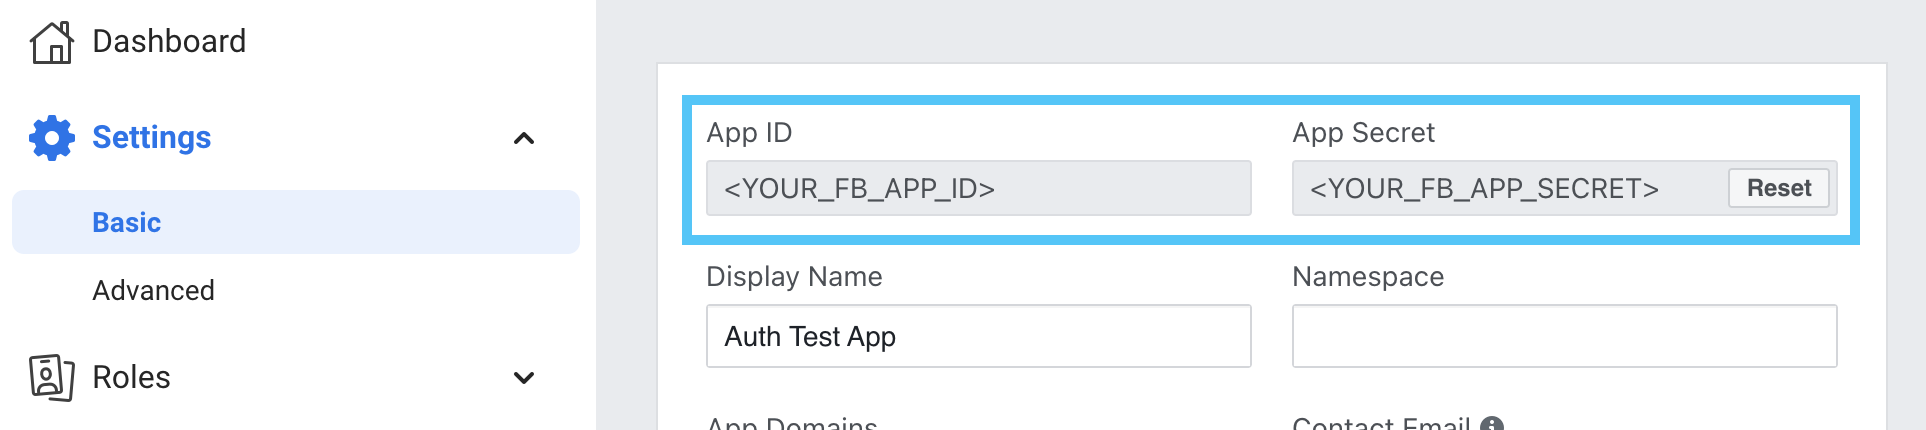 Dashboard
Settings
Basic
Advanced
Roles
App ID
App Secret
<YOUR_FB_APP_ID>
<YOUR_FB_APP_SECRET>
Reset
Display Name
Namespace
Auth Test App
App Domains
Contact Email